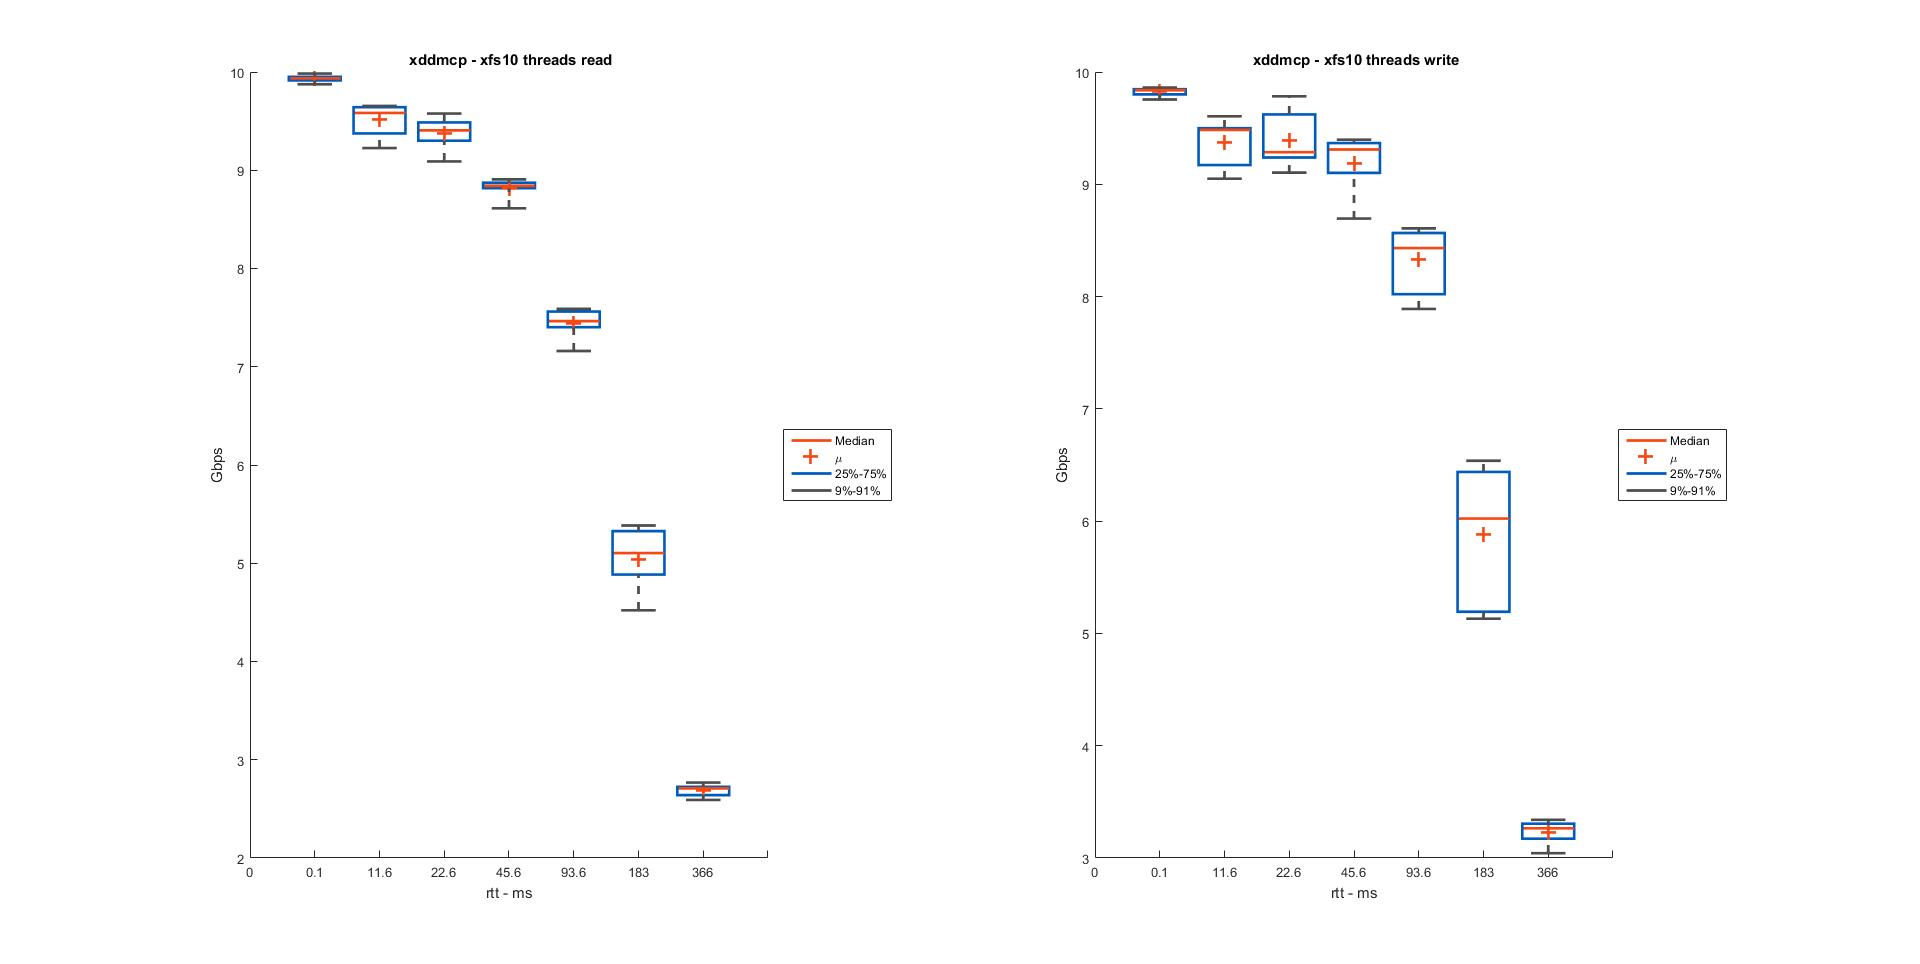 xddmcp - xfs10 threads read
10
9
8
7
6
5
4
3
2
Gbps
0 0.1 11.6 22.6 45.6 93.6 183 366
rtt - ms
Median
μ
25%-75%
9%-91%
xddmcp - xfs10 threads write
10
9
8
7
6
5
4
3
Gbps
0 0.1 11.6 22.6 45.6 93.6 183 366
rtt - ms
Median
μ
25%-75%
9%-91%